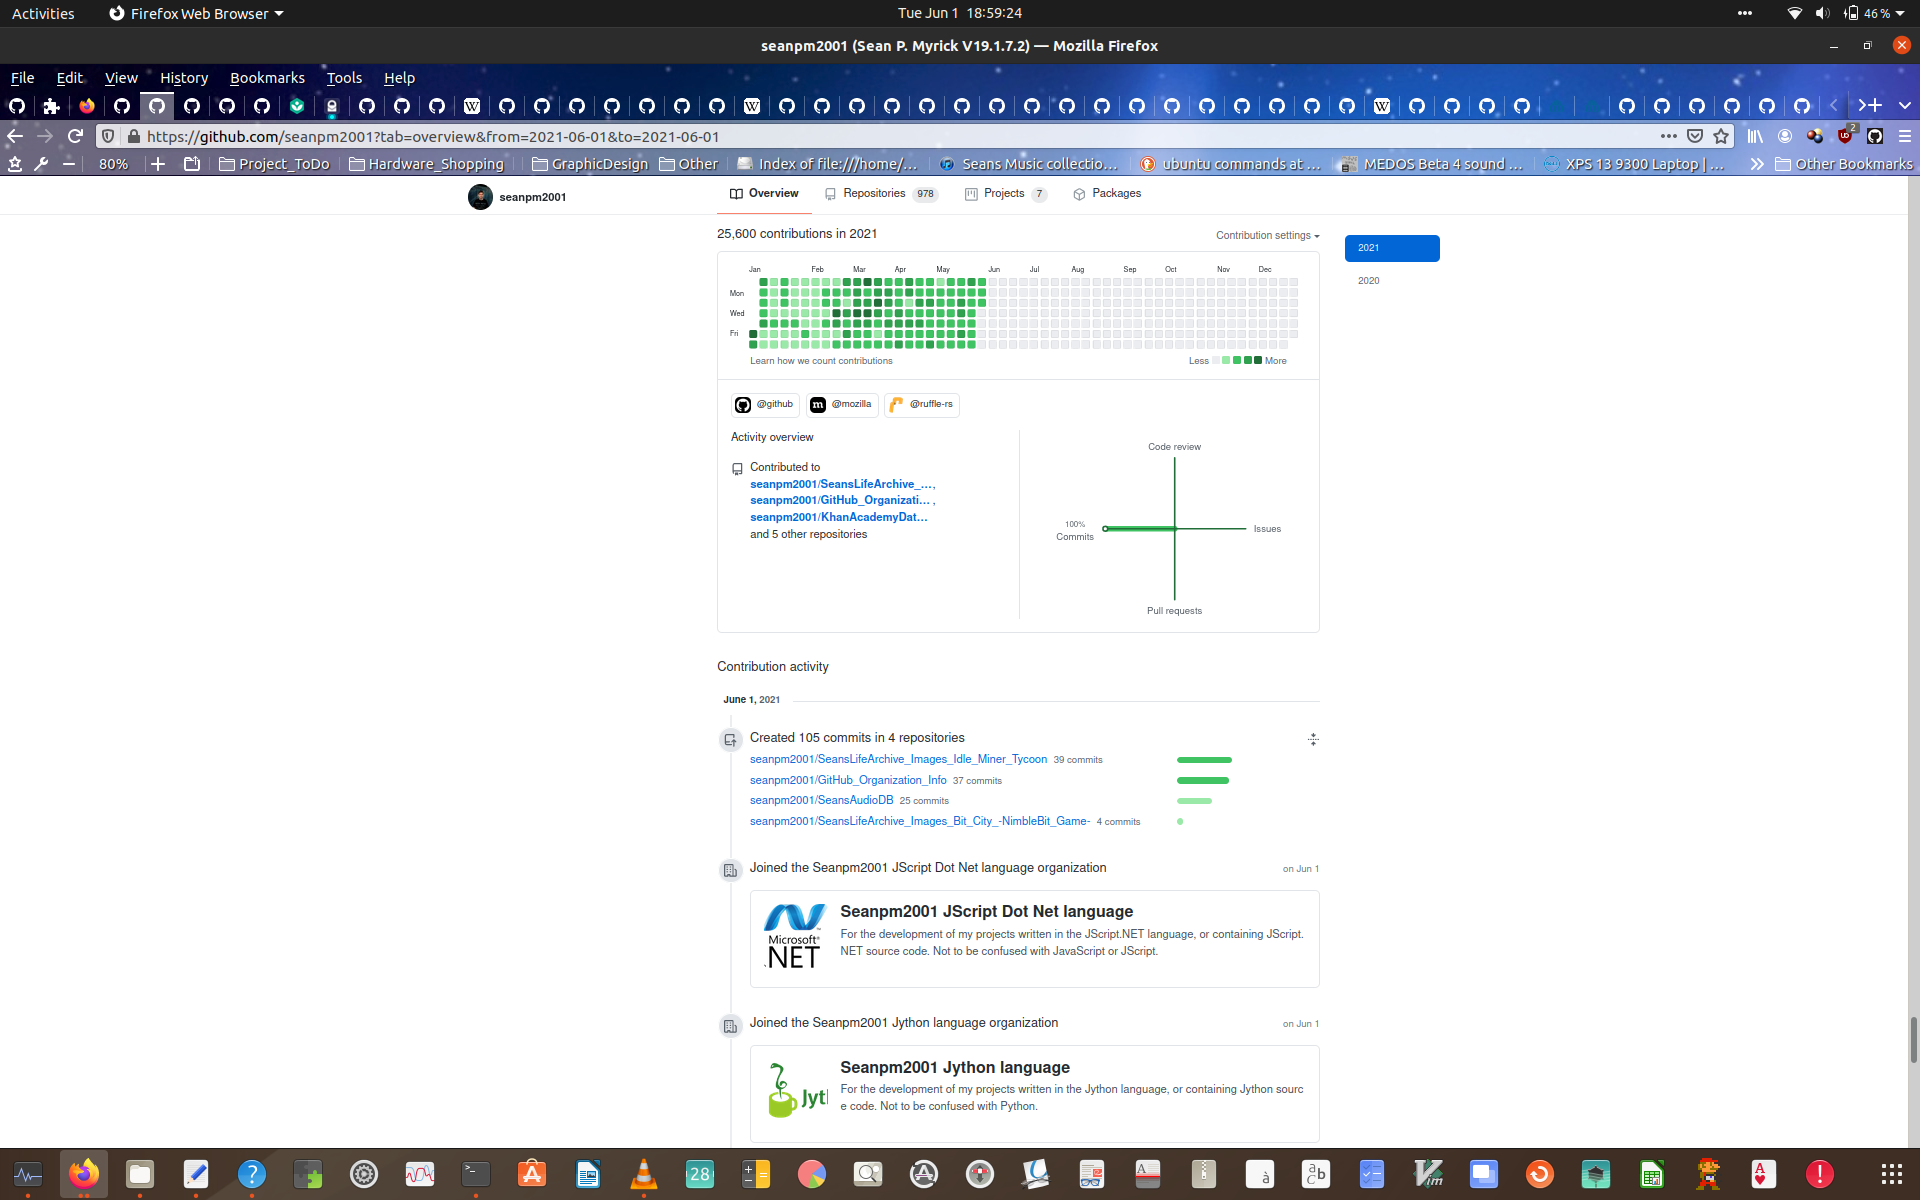 Activities
Firefox Web Browser
Tue Jun 1 18:59:24
46 %
seanpm2001 (Sean P. Myrick V19.1.7.2) — Mozilla Firefox
File Edit View History Bookmarks Tools Help
https://github.com/seanpm2001?tab=overview&from=2021-06-01&to=2021-06-01
2
80%
Project_ToDo
Hardware_Shopping
GraphicDesign
Other
Index of file:///home/...
Seans Music collectio...
ubuntu commands at ...
MEDOS Beta 4 sound ...
XPS 13 9300 Laptop | ...
Other Bookmarks
seanpm2001
Overview
Repositories 978
Projects 7
Packages
25,600 contributions in 2021
Contribution settings
2021
2020
Jan Feb Mar Apr May Jun Jul Aug Sep Oct Nov Dec
Mon
Wed
Fri
Learn how we count contributions
Less More
@github
@mozilla
@ruffle-rs
Activity overview
Contributed to
seanpm2001/SeansLifeArchive_...,
seanpm2001/GitHub_Organizati... ,
seanpm2001/KhanAcademyDat...
and 5 other repositories
Code review
100%
Commits
Issues
Pull requests
Contribution activity
June 1, 2021
Created 105 commits in 4 repositories
seanpm2001/SeansLifeArchive_Images_Idle_Miner_Tycoon 39 commits
seanpm2001/GitHub_Organization_Info 37 commits
seanpm2001/SeansAudioDB 25 commits
seanpm2001/SeansLifeArchive_Images_Bit_City_-NimbleBit_Game- 4 commits
Joined the Seanpm2001 JScript Dot Net language organization
on Jun 1
Microsoft
.NET
Seanpm2001 JScript Dot Net language
For the development of my projects written in the JScript.NET language, or containing JScript.
NET source code. Not to be confused with JavaScript or JScript.
Joined the Seanpm2001 Jython language organization
on Jun 1
Jyt
Seanpm2001 Jython language
For the development of my projects written in the Jython language, or containing Jython sourc
e code. Not to be confused with Python.
28